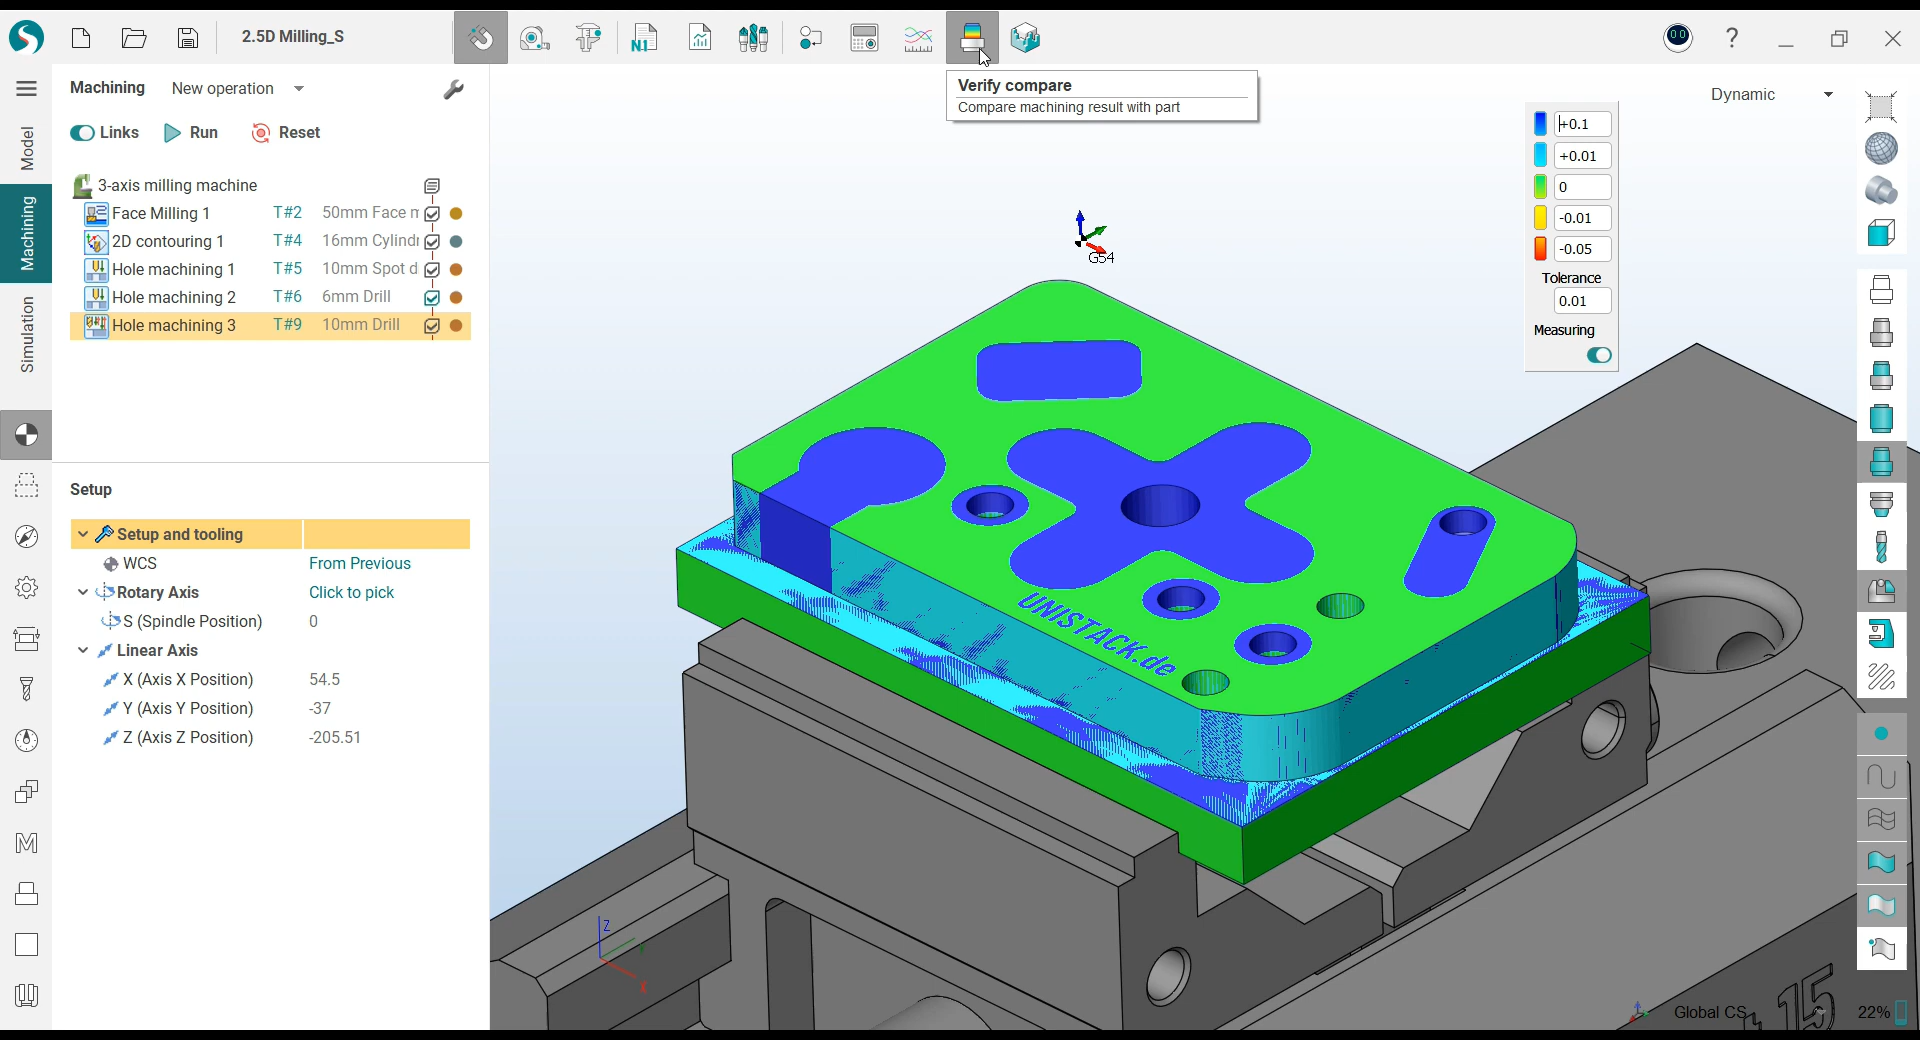 2.5D Milling_S
N1
Verify compare
Compare machining result with part
Machining
New operation
Links
Run
Reset
Model
Machining
Simulation
3-axis milling machine
Face Milling 1 T#2 50mm Face
2D contouring 1 T#4 16mm Cylind
Hole machining 1 T#5 10mm Spot d
Hole machining 2 T#6 6mm Drill
Hole machining 3 T#9 10mm Drill
Setup
Setup and tooling
WCS From Previous
Rotary Axis Click to pick
S (Spindle Position) 0
Linear Axis
X (Axis X Position) 54.5
Y (Axis Y Position) -37
Z (Axis Z Position) -205.51
M
Dynamic
+0.1
+0.01
0
-0.01
-0.05
Tolerance
0.01
Measuring
G54
UNISTACK.de
Z
X
15
Global CS
22%